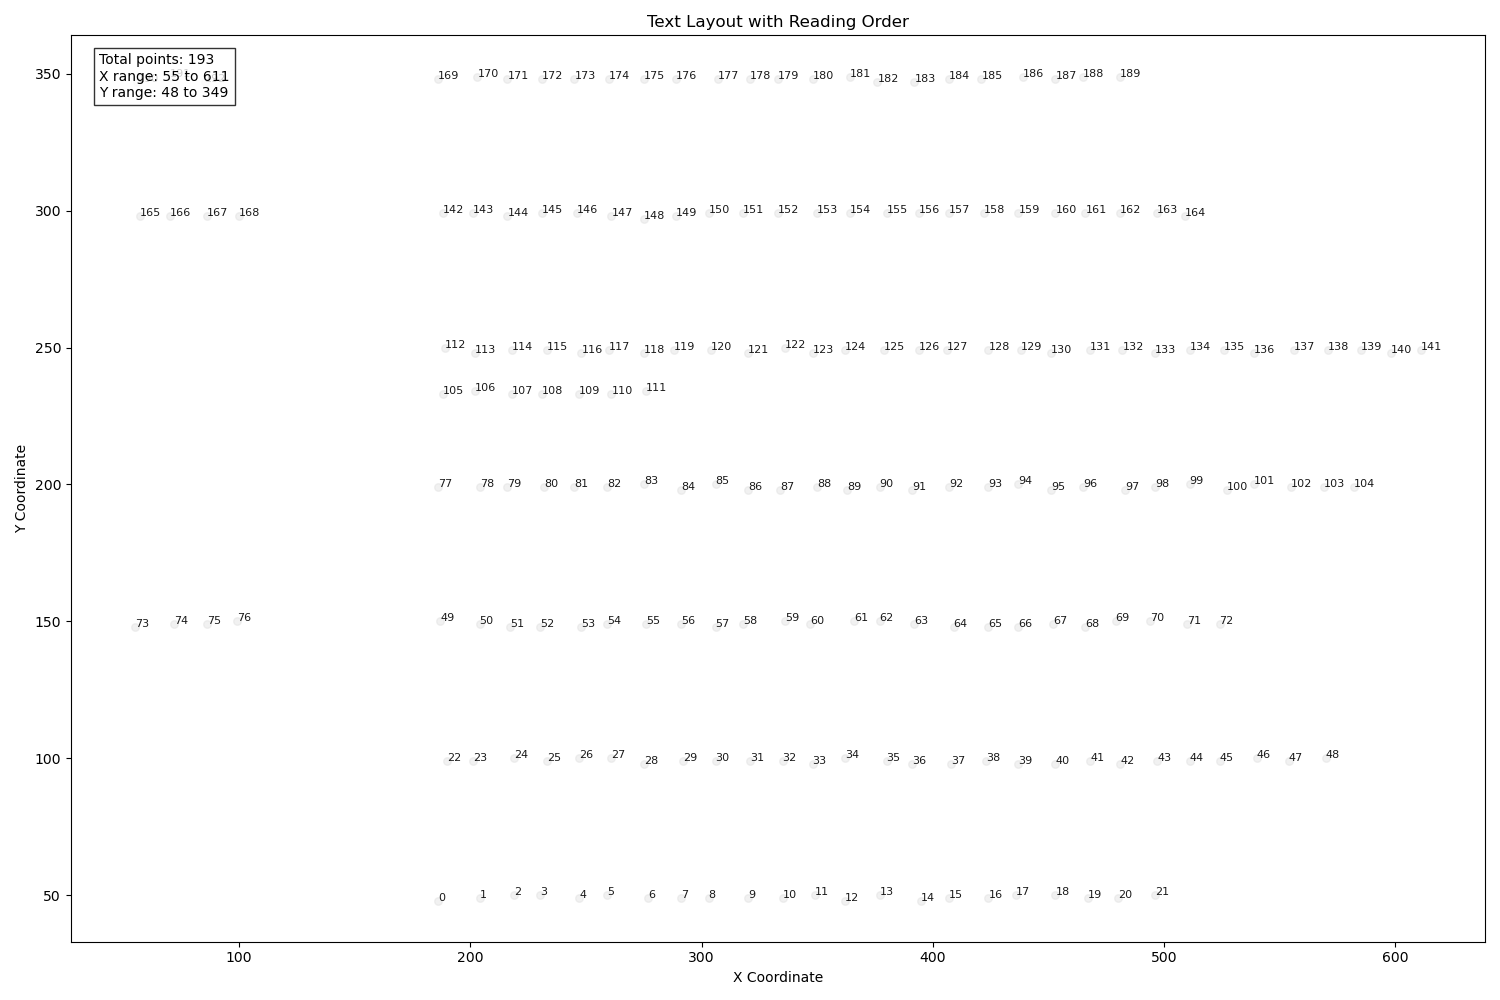 Text Layout with Reading Order
Total points: 193
X range: 55 to 611
Y range: 48 to 349
350
169 170 171 172 173 174 175 176 177 178 179 180 181 182 183 184 185 186 187 188 189
300
165 166 167 168 142 143 144 145 146 147 148 149 150 151 152 153 154 155 156 157 158 159 160 161 162 163 164
250
112 113 114 115 116 117 118 119 120 121 122 123 124 125 126 127 128 129 130 131 132 133 134 135 136 137 138 139 140 141
105 106 107 108 109 110 111
200
77 78 79 80 81 82 83 84 85 86 87 88 89 90 91 92 93 94 95 96 97 98 99 100 101 102 103 104
150
73 74 75 76 49 50 51 52 53 54 55 56 57 58 59 60 61 62 63 64 65 66 67 68 69 70 71 72
100
22 23 24 25 26 27 28 29 30 31 32 33 34 35 36 37 38 39 40 41 42 43 44 45 46 47 48
50
0 1 2 3 4 5 6 7 8 9 10 11 12 13 14 15 16 17 18 19 20 21
100 200 300 400 500 600
X Coordinate
Y Coordinate